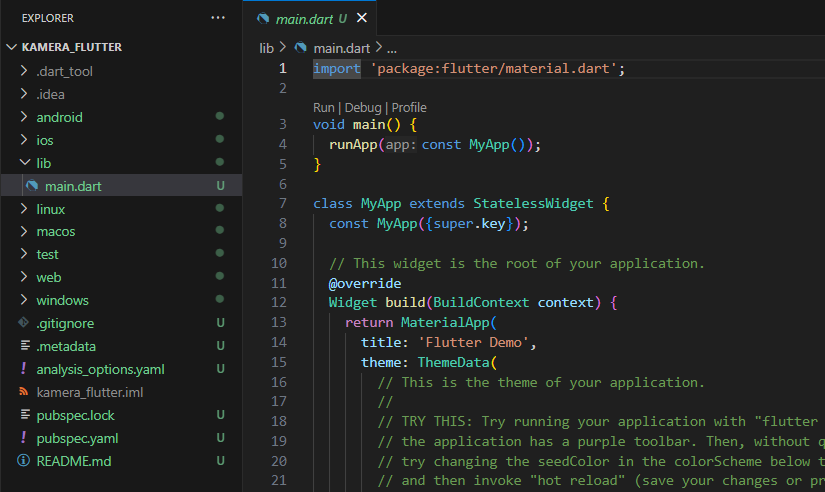 EXPLORER
KAMERA_FLUTTER
.dart_tool
.idea
android
ios
lib
main.dart U
linux
macos
test
web
windows
.gitignore U
.metadata U
analysis_options.yaml U
kamera_flutter.iml
pubspec.lock U
pubspec.yaml U
README.md U
main.dart U
lib > main.dart > ...
1 import 'package:flutter/material.dart';
2
Run | Debug | Profile
3 void main() {
4 runApp(app: const MyApp());
5 }
6
7 class MyApp extends StatelessWidget {
8 const MyApp({super.key});
9
10 // This widget is the root of your application.
11 @override
12 Widget build(BuildContext context) {
13 return MaterialApp(
14 title: 'Flutter Demo',
15 theme: ThemeData(
16 // This is the theme of your application.
17 //
18 // TRY THIS: Try running your application with "flutter
19 // the application has a purple toolbar. Then, without q
20 // try changing the seedColor in the colorScheme below t
21 // and then invoke "hot reload" (save your changes or pr